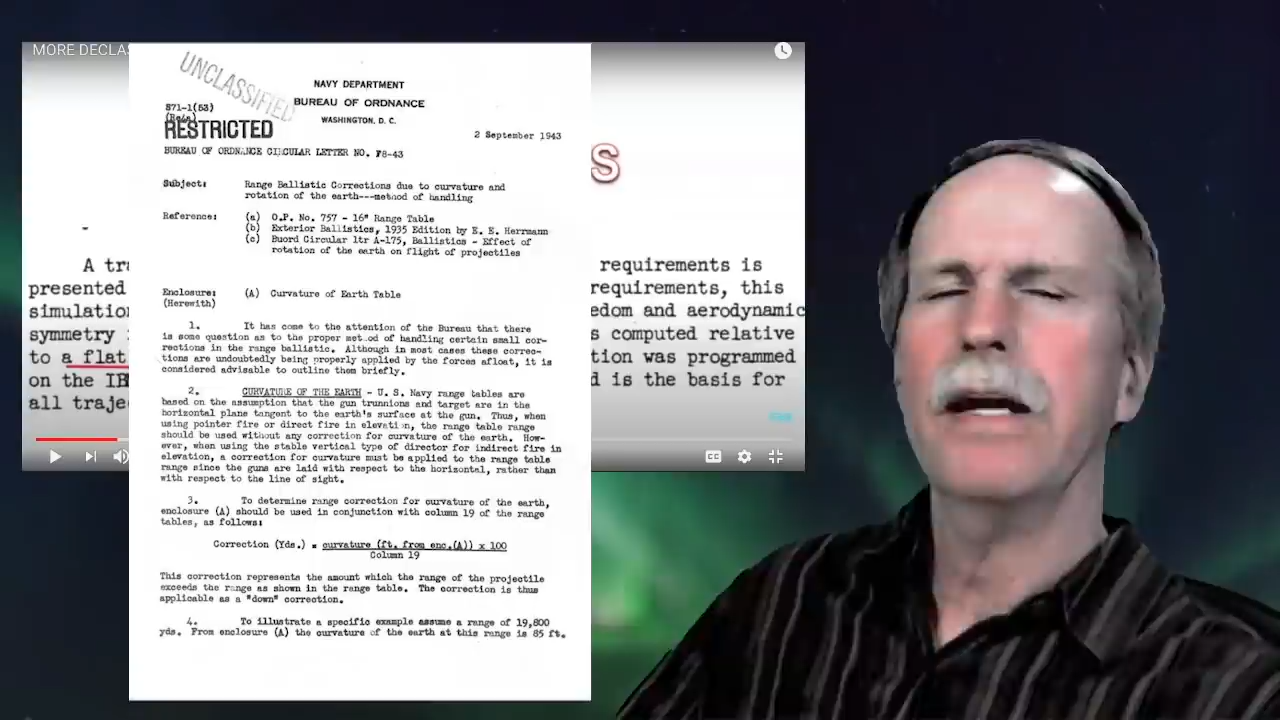 MORE DECLAS
UNCLASSIFIED
NAVY DEPARTMENT
BUREAU OF ORDNANCE
WASHINGTON, D. C.
S71-1(53)
RESTRICTED
2 September 1943
BUREAU OF ORDNANCE CIRCULAR LETTER NO. F8-43
Subject: Range Ballistic Corrections due to curvature and
rotation of the earth---method of handling
Reference: (a) O.P. No. 757 - 16" Range Table
(b) Exterior Ballistics, 1935 Edition by E. E. Herrmann
(c) Buord Circular ltr A-175, Ballistics - Effect of
rotation of the earth on flight of projectiles
Enclosure: (A) Curvature of Earth Table
(Herewith)
1. It has come to the attention of the Bureau that there
is some question as to the proper method of handling certain small cor-
rections in the range ballistic. Although in most cases these correc-
tions are undoubtedly being properly applied by the forces afloat, it is
considered advisable to outline them briefly.
2. CURVATURE OF THE EARTH - U. S. Navy range tables are
based on the assumption that the gun trunnions and target are in the
horizontal plane tangent to the earth's surface at the gun. Thus, when
using pointer fire or direct fire in elevation, the range table range
should be used without any correction for curvature of the earth. How-
ever, when using the stable vertical type of director for indirect fire in
elevation, a correction for curvature must be applied to the range table
range since the guns are laid with respect to the horizontal, rather than
with respect to the line of sight.
3. To determine range correction for curvature of the earth,
enclosure (A) should be used in conjunction with column 19 of the range
tables, as follows:
Correction (Yds.) = curvature (ft. from enc.(A)) x 100
Column 19
This correction represents the amount which the range of the projectile
exceeds the range as shown in the range table. The correction is thus
applicable as a "down" correction.
4. To illustrate a specific example assume a range of 19,800
yds. From enclosure (A) the curvature of the earth at this range is 85 ft.
S
A tra requirements is
presented requirements, this
simulation edom and aerodynamic
symmetry s computed relative
to a flat tion was programmed
on the IB d is the basis for
all traje
CC